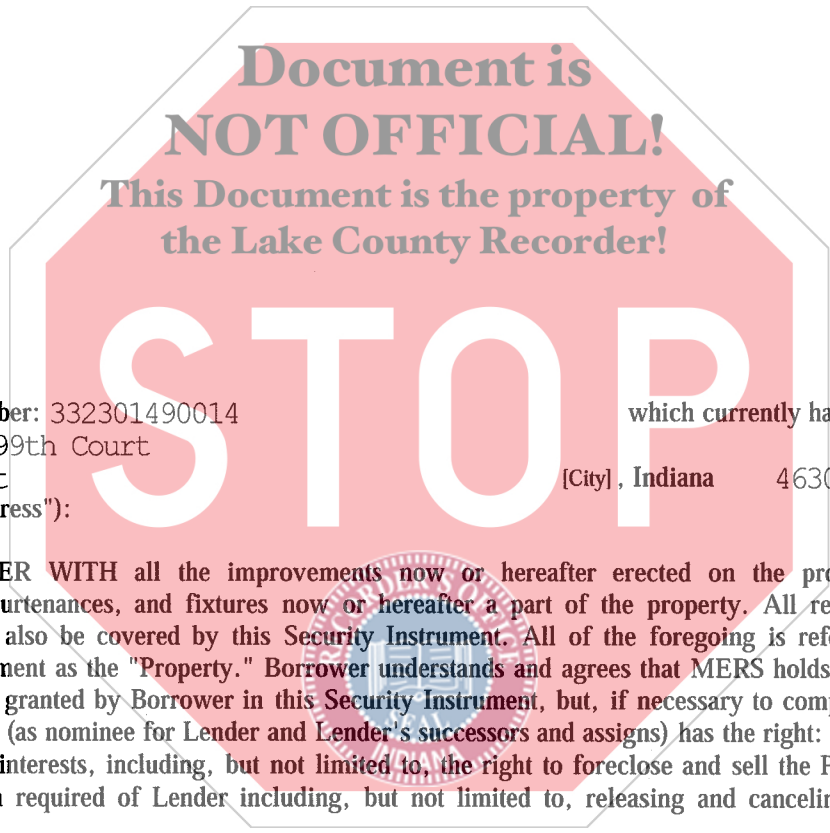 Document is
NOT OFFICIAL!
This Document is the property of
the Lake County Recorder!
STOP
ber: 332301490014 which currently ha
99th Court
t [City] , Indiana 4630
ress"):
ER WITH all the improvements now or hereafter erected on the pro
urtenances, and fixtures now or hereafter a part of the property. All re
also be covered by this Security Instrument. All of the foregoing is refe
ment as the "Property." Borrower understands and agrees that MERS holds
granted by Borrower in this Security Instrument, but, if necessary to comp
(as nominee for Lender and Lender's successors and assigns) has the right:
interests, including, but not limited to, the right to foreclose and sell the P
required of Lender including, but not limited to, releasing and cancelin
RECORDER'S OFFICE
SEAL
INDIANA